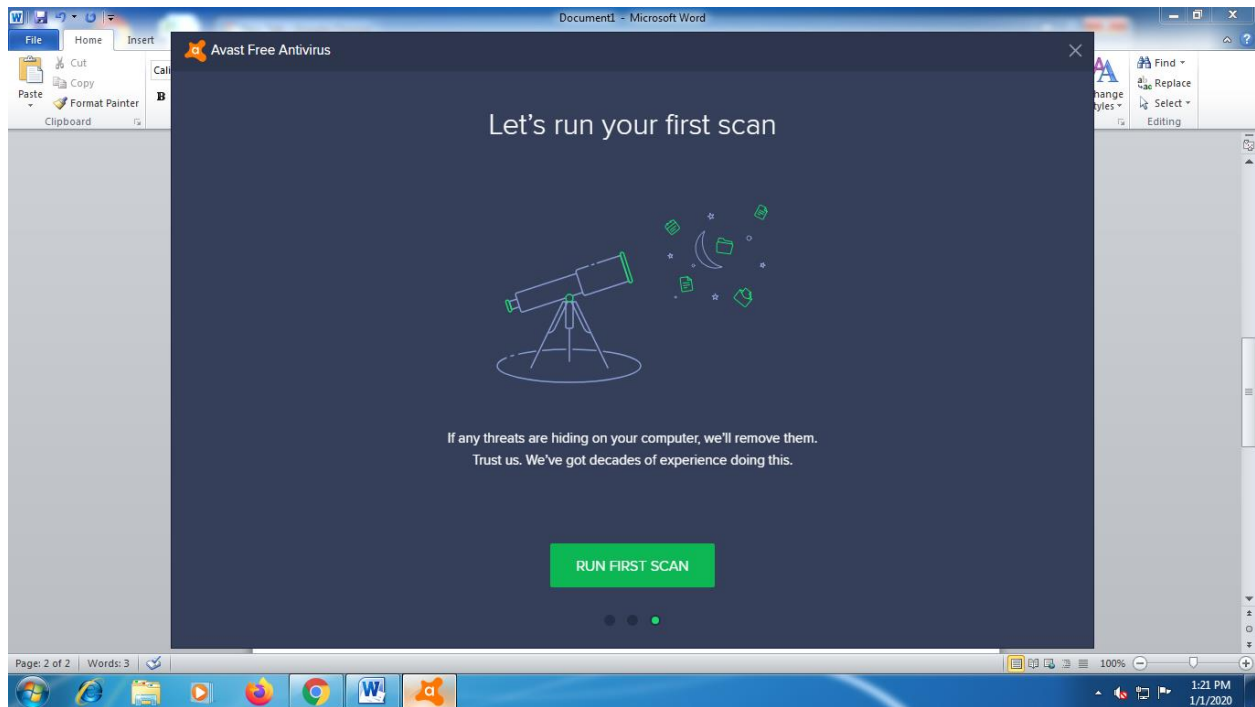 Document1 - Microsoft Word
File Home Insert
Avast Free Antivirus
Cut
Copy
Paste
Format Painter
Clipboard
Cali
B
hange
tyles
Find
Replace
Select
Editing
Let's run your first scan
If any threats are hiding on your computer, we'll remove them.
Trust us. We've got decades of experience doing this.
RUN FIRST SCAN
Page: 2 of 2 Words: 3 100%
1:21 PM
1/1/2020